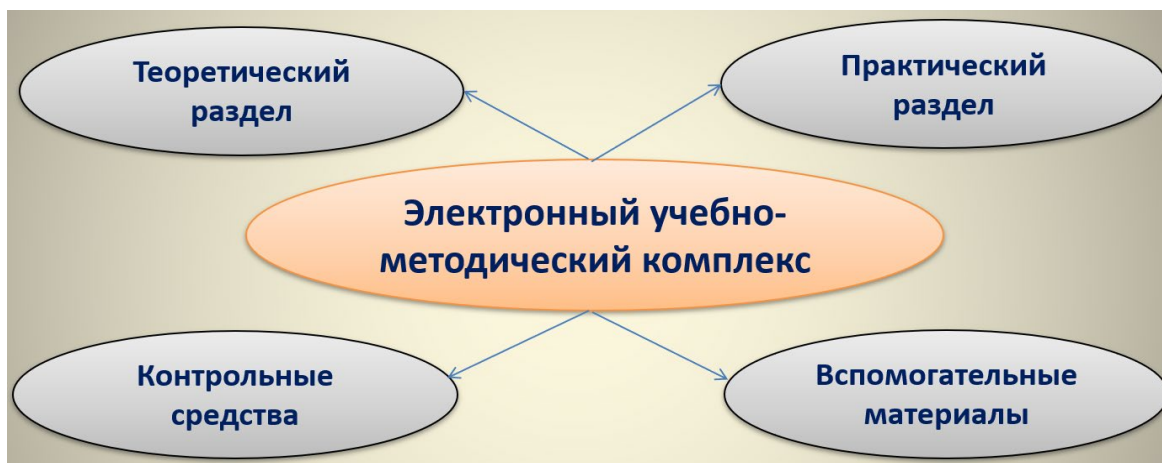 Теоретический
раздел
Практический
раздел
Электронный учебно-
методический комплекс
Контрольные
средства
Вспомогательные
материалы